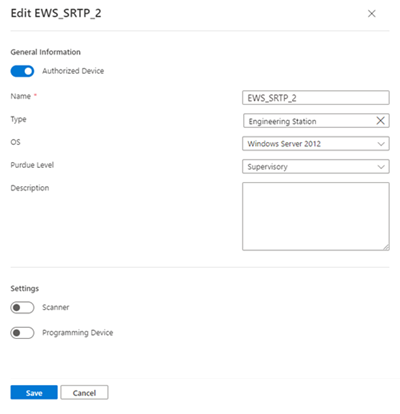 Edit EWS_SRTP_2
General Information
Authorized Device
Name * EWS_SRTP_2
Type Engineering Station
OS Windows Server 2012
Purdue Level Supervisory
Description
Settings
Scanner
Programming Device
Save Cancel